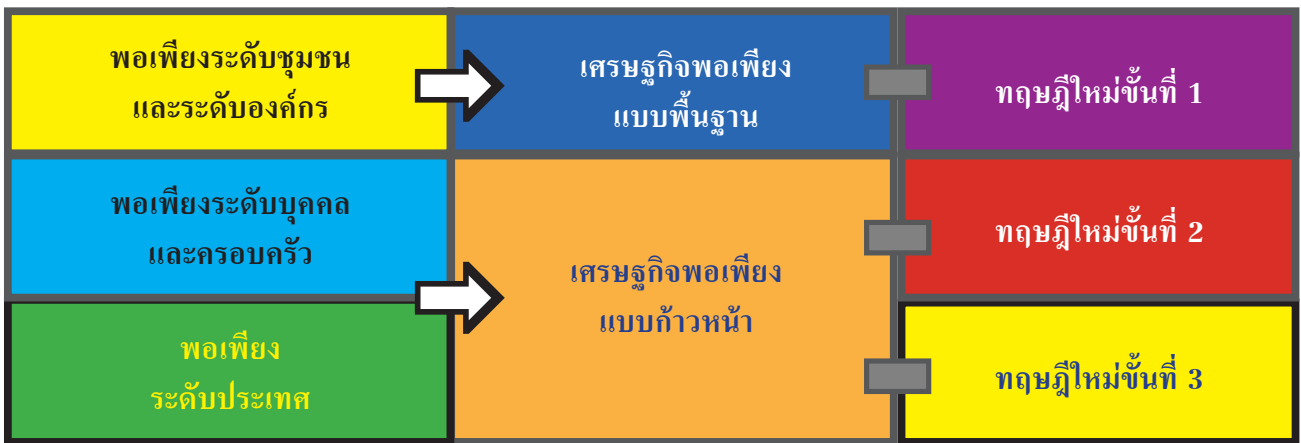 พอเพียงระดับชุมชน
และระดับองค์กร
เศรษฐกิจพอเพียง
แบบพื้นฐาน
ทฤษฎีใหม่ขั้นที่ 1
พอเพียงระดับบุคคล
และครอบครัว
เศรษฐกิจพอเพียง
แบบก้าวหน้า
ทฤษฎีใหม่ขั้นที่ 2
พอเพียง
ระดับประเทศ
ทฤษฎีใหม่ขั้นที่ 3